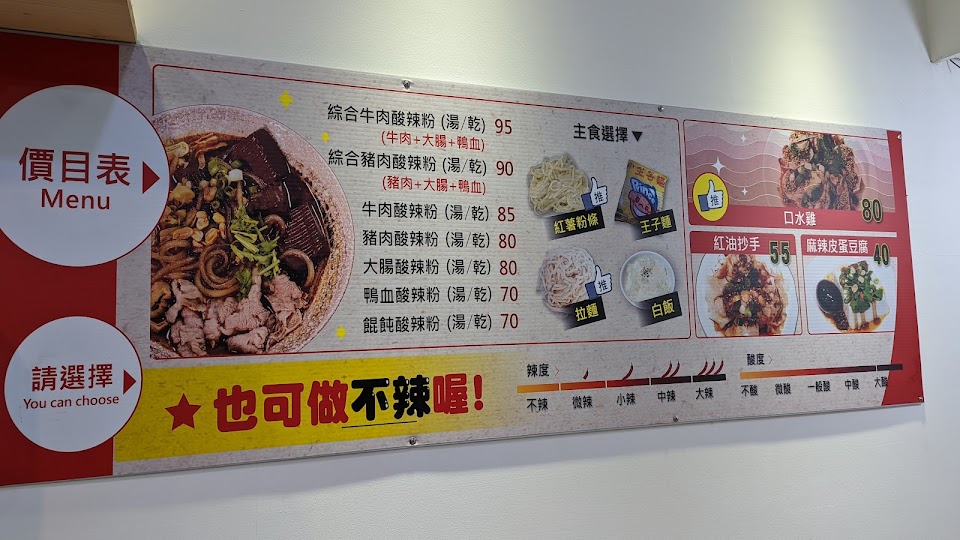 價目表
Menu
綜合牛肉酸辣粉 (湯/乾) 95
(牛肉+大腸+鴨血)
綜合豬肉酸辣粉 (湯/乾) 90
(豬肉+大腸+鴨血)
牛肉酸辣粉 (湯/乾) 85
豬肉酸辣粉 (湯/乾) 80
大腸酸辣粉 (湯/乾) 80
鴨血酸辣粉 (湯/乾) 70
餛飩酸辣粉 (湯/乾) 70
主食選擇▼
推
紅薯粉條
王子麵
推
拉麵
白飯
推
口水雞 80
紅油抄手 55
麻辣皮蛋豆腐 40
請選擇
You can choose
★也可做不辣喔!
辣度
不辣 微辣 小辣 中辣 大辣
酸度
不酸 微酸 一般酸 中酸 大酸